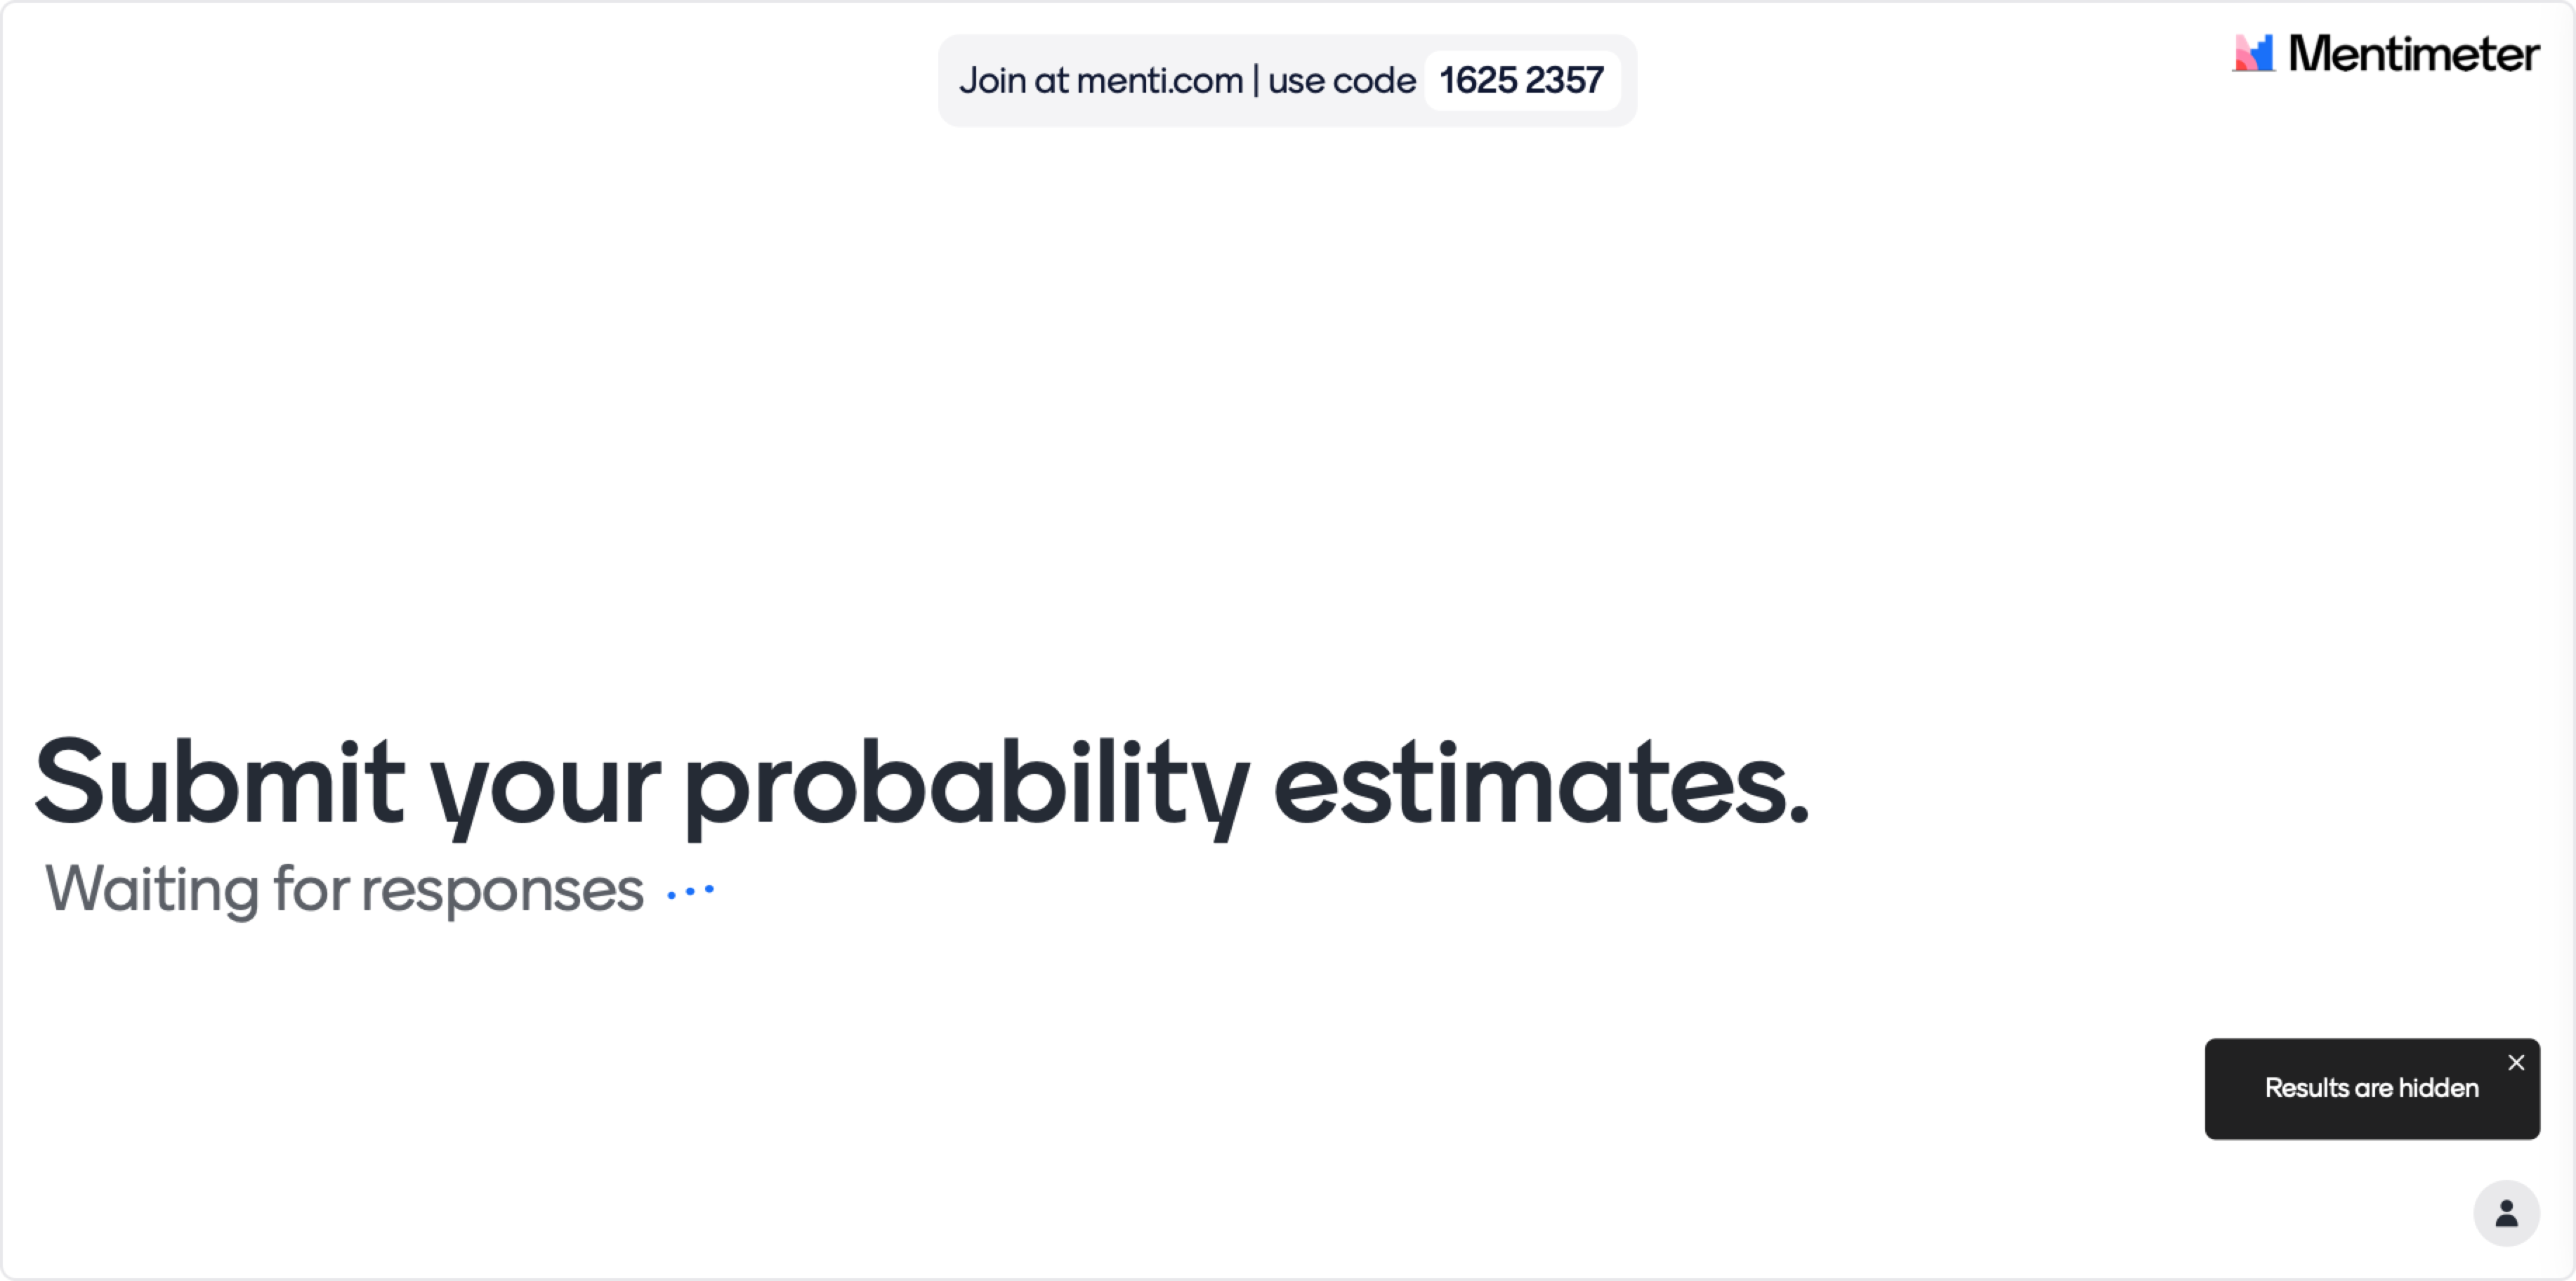 Join at menti.com | use code 1625 2357
Mentimeter
Submit your probability estimates.
Waiting for responses ...
Results are hidden